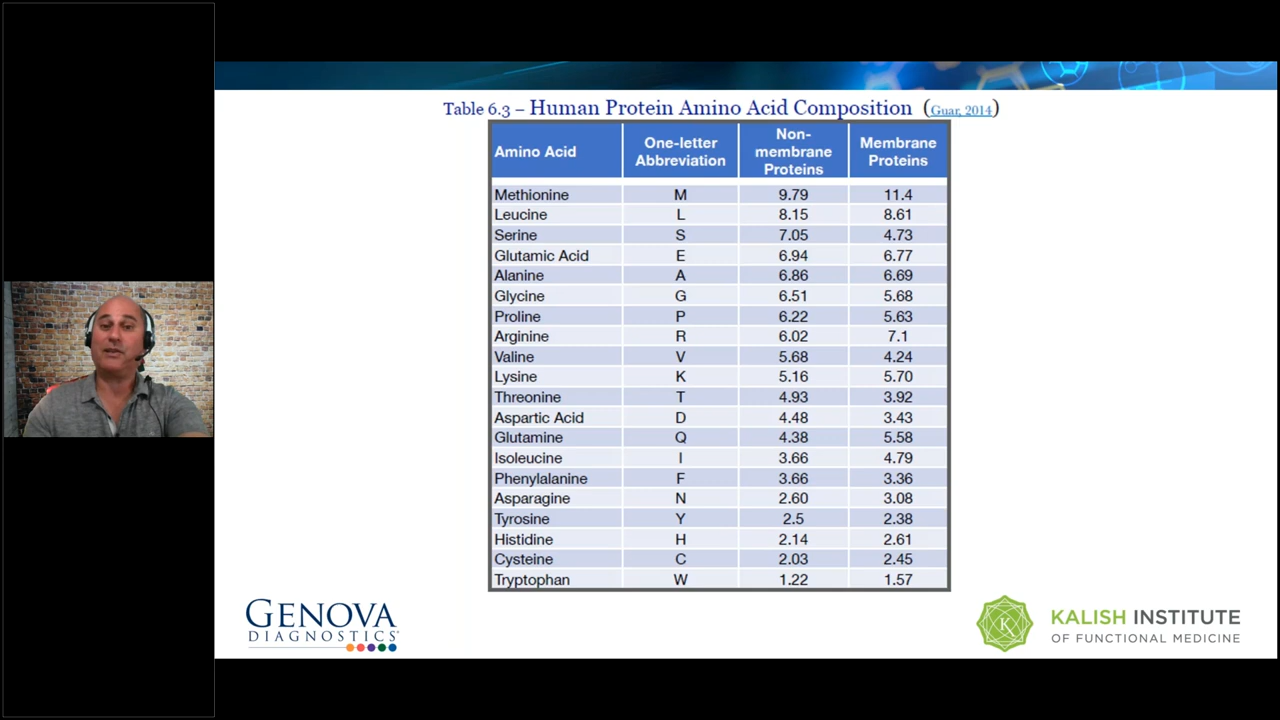 Table 6.3 – Human Protein Amino Acid Composition (Guar, 2014)
Amino Acid One-letter Abbreviation Non-membrane Proteins Membrane Proteins
Methionine M 9.79 11.4
Leucine L 8.15 8.61
Serine S 7.05 4.73
Glutamic Acid E 6.94 6.77
Alanine A 6.86 6.69
Glycine G 6.51 5.68
Proline P 6.22 5.63
Arginine R 6.02 7.1
Valine V 5.68 4.24
Lysine K 5.16 5.70
Threonine T 4.93 3.92
Aspartic Acid D 4.48 3.43
Glutamine Q 4.38 5.58
Isoleucine I 3.66 4.79
Phenylalanine F 3.66 3.36
Asparagine N 2.60 3.08
Tyrosine Y 2.5 2.38
Histidine H 2.14 2.61
Cysteine C 2.03 2.45
Tryptophan W 1.22 1.57
GENOVA
DIAGNOSTICS
K
KALISH INSTITUTE
OF FUNCTIONAL MEDICINE